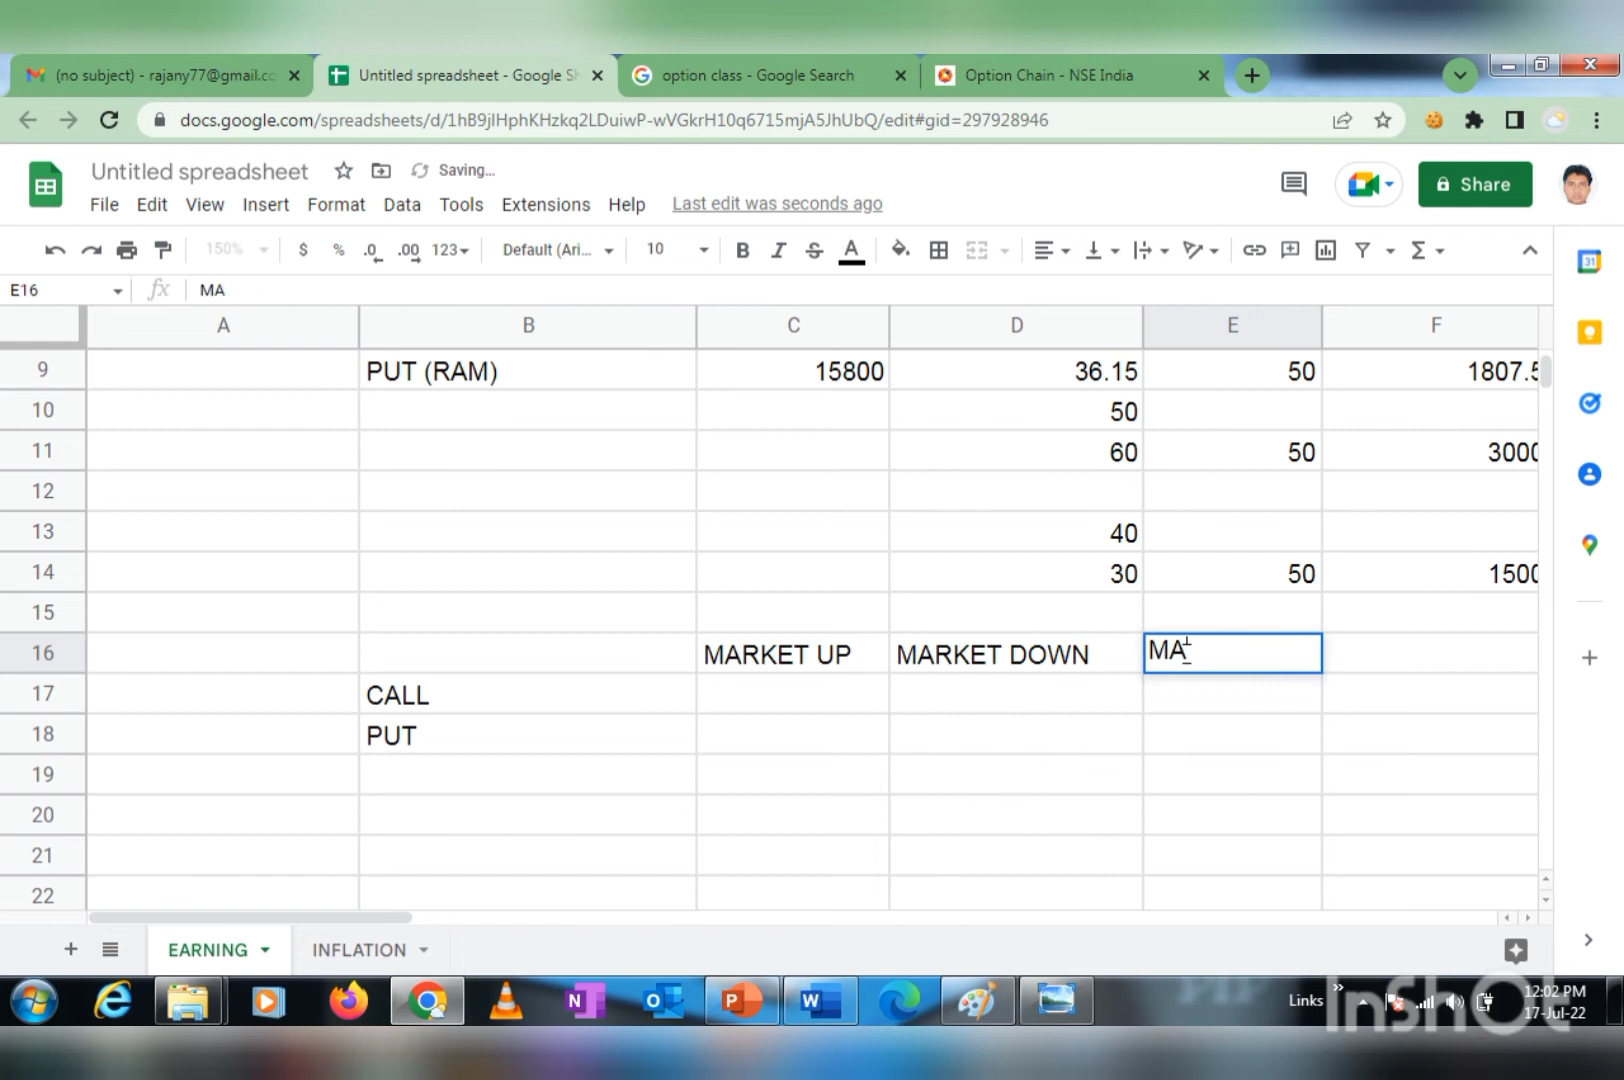 (no subject) - rajany77@gmail.cc
Untitled spreadsheet - Google Sh
option class - Google Search
Option Chain - NSE India
docs.google.com/spreadsheets/d/1hB9jIHphKHzkq2LDuiwP-wVGkrH10q6715mjA5JhUbQ/edit#gid=297928946
Untitled spreadsheet
Saving...
Share
File Edit View Insert Format Data Tools Extensions Help Last edit was seconds ago
150% $ % .0 .00 123 Default (Ari... 10 B I S A
E16 fx MA
A B C D E F
9 PUT (RAM) 15800 36.15 50 1807.5
10 50
11 60 50 3000
12
13 40
14 30 50 1500
15
16 MARKET UP MARKET DOWN MA
17 CALL
18 PUT
19
20
21
22
EARNING INFLATION
Links
12:02 PM
17-Jul-22
InShOt